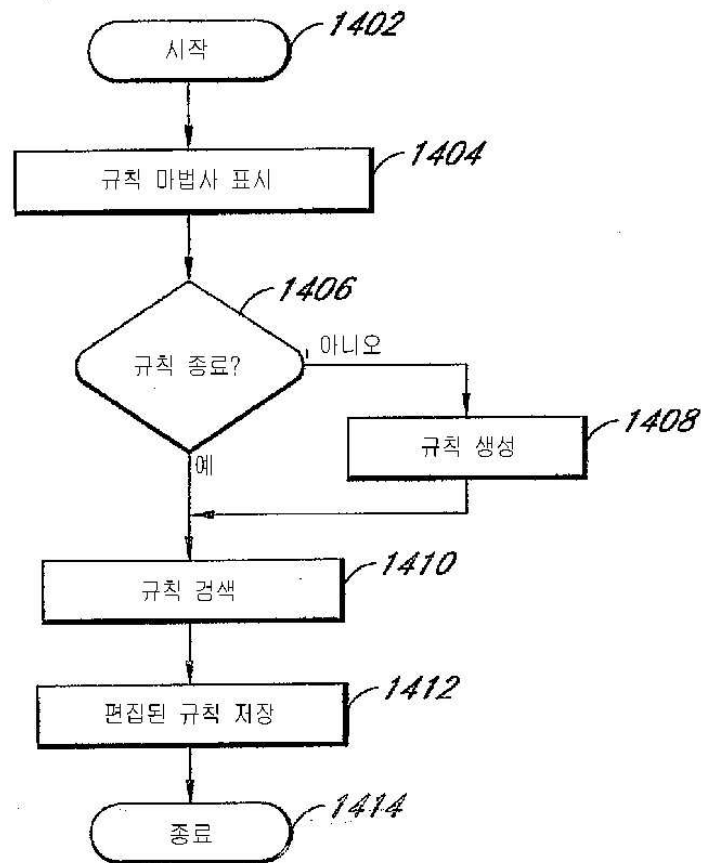 시작
1402
규칙 마법사 표시
1404
1406
규칙 종료?
아니오
예
규칙 생성
1408
규칙 검색
1410
편집된 규칙 저장
1412
종료
1414